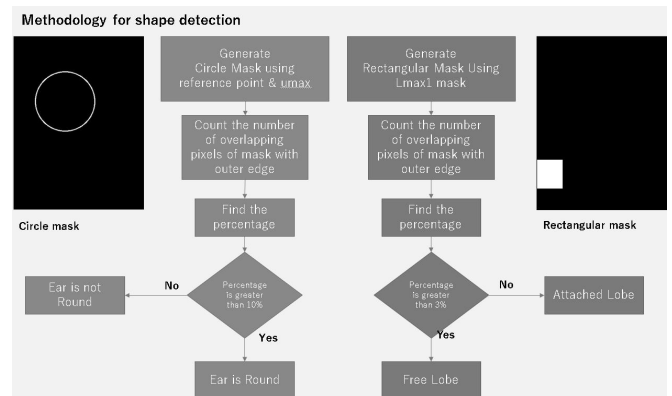 Methodology for shape detection
Generate
Circle Mask using
reference point & umax
Generate
Rectangular Mask Using
Lmax1 mask
Count the number
of overlapping
pixels of mask with
outer edge
Count the number
of overlapping
pixels of mask with
outer edge
Find the
percentage
Find the
percentage
Circle mask
Rectangular mask
Ear is not
Round
No
Percentage
is greater
than 10%
Percentage
is greater
than 3%
No
Attached Lobe
Yes
Yes
Ear is Round
Free Lobe